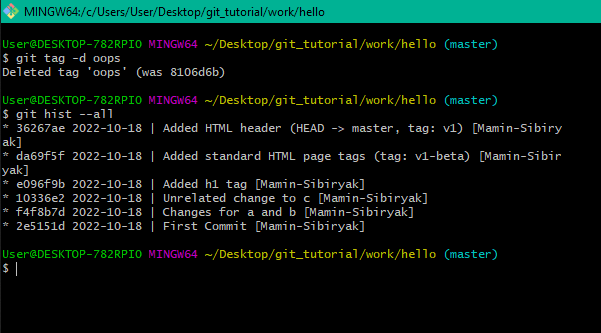 MINGW64:/c/Users/User/Desktop/git_tutorial/work/hello
User@DESKTOP-782RPIO MINGW64 ~/Desktop/git_tutorial/work/hello (master)
$ git tag -d oops
Deleted tag 'oops' (was 8106d6b)
User@DESKTOP-782RPIO MINGW64 ~/Desktop/git_tutorial/work/hello (master)
$ git hist --all
* 36267ae 2022-10-18 | Added HTML header (HEAD -> master, tag: v1) [Mamin-Sibiry
ak]
* da69f5f 2022-10-18 | Added standard HTML page tags (tag: v1-beta) [Mamin-Sibir
yak]
* e096f9b 2022-10-18 | Added h1 tag [Mamin-Sibiryak]
* 10336e2 2022-10-18 | Unrelated change to c [Mamin-Sibiryak]
* f4f8b7d 2022-10-18 | Changes for a and b [Mamin-Sibiryak]
* 2e5151d 2022-10-18 | First Commit [Mamin-Sibiryak]
User@DESKTOP-782RPIO MINGW64 ~/Desktop/git_tutorial/work/hello (master)
$